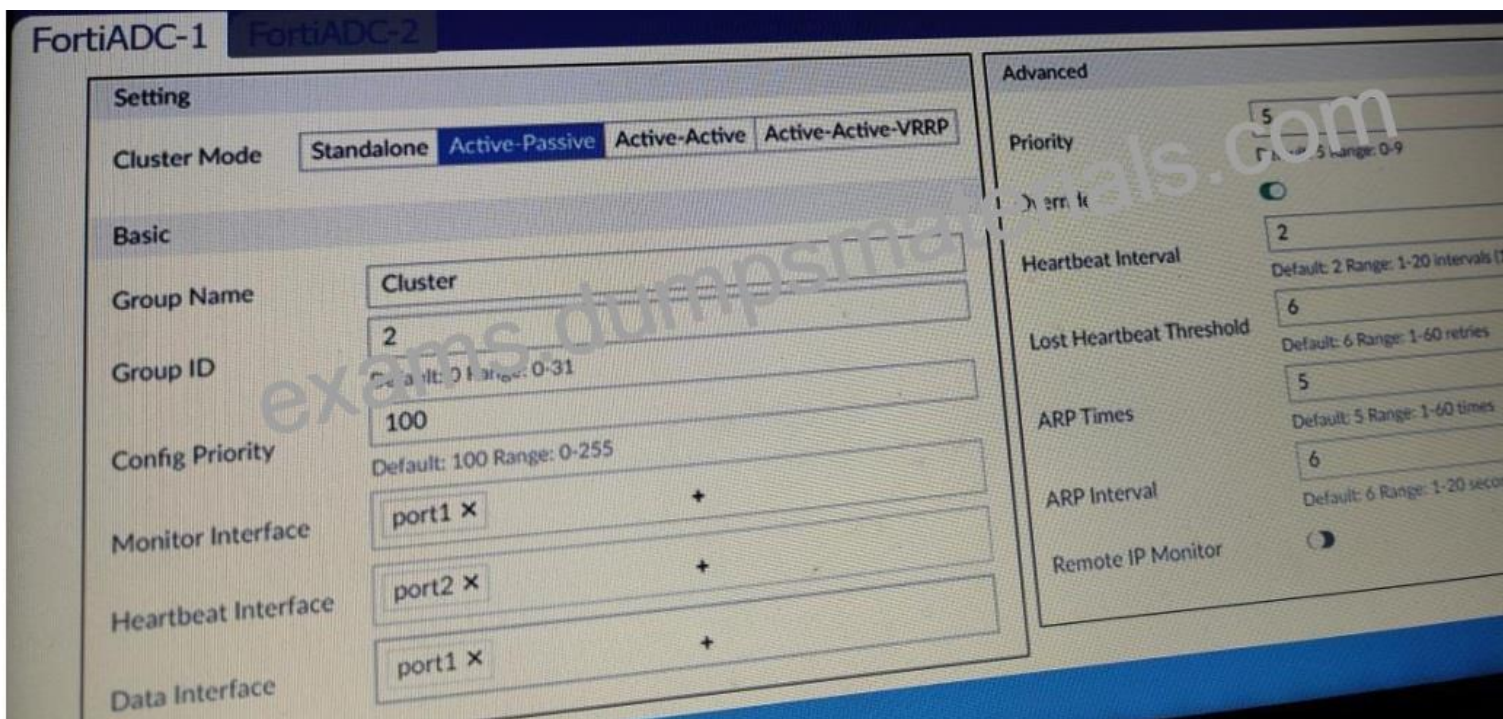 FortiADC-1 FortiADC-2
Setting
Cluster Mode Standalone Active-Passive Active-Active Active-Active-VRRP
Basic
Group Name Cluster
Group ID 2
Range: 0-31
Config Priority 100
Default: 100 Range: 0-255
Monitor Interface port1 × +
Heartbeat Interface port2 × +
Data Interface port1 × +
Advanced
Priority 5
5 Range: 0-9
Heartbeat Interval 2
Default: 2 Range: 1-20 intervals
Lost Heartbeat Threshold 6
Default: 6 Range: 1-60 retries
ARP Times 5
Default: 5 Range: 1-60 times
ARP Interval 6
Default: 6 Range: 1-20
Remote IP Monitor
exams.dumpsmaterials.com